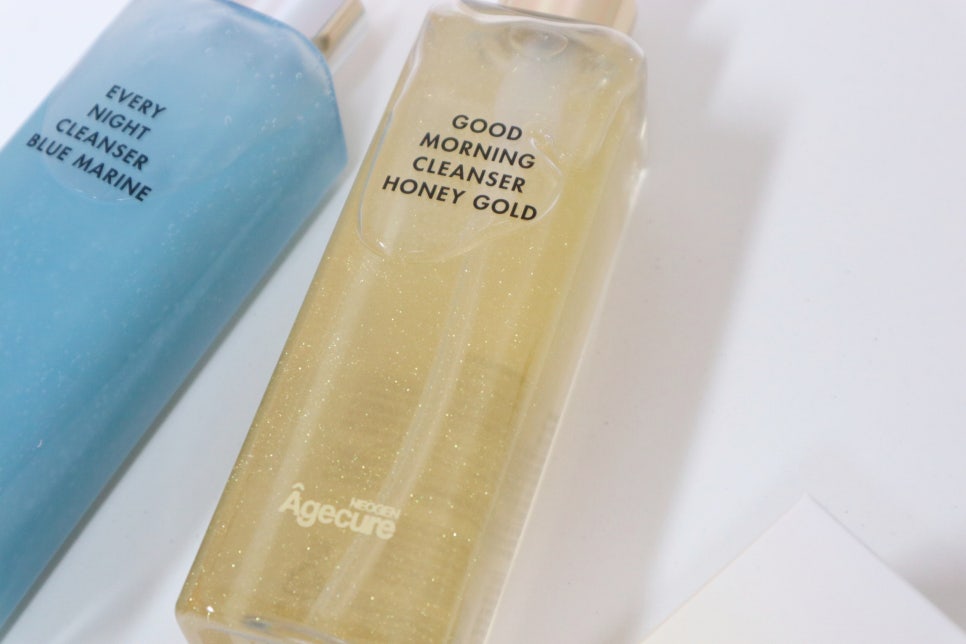 EVERY
NIGHT
CLEANSER
BLUE MARINE
GOOD
MORNING
CLEANSER
HONEY GOLD
NEOGEN
Âgecure